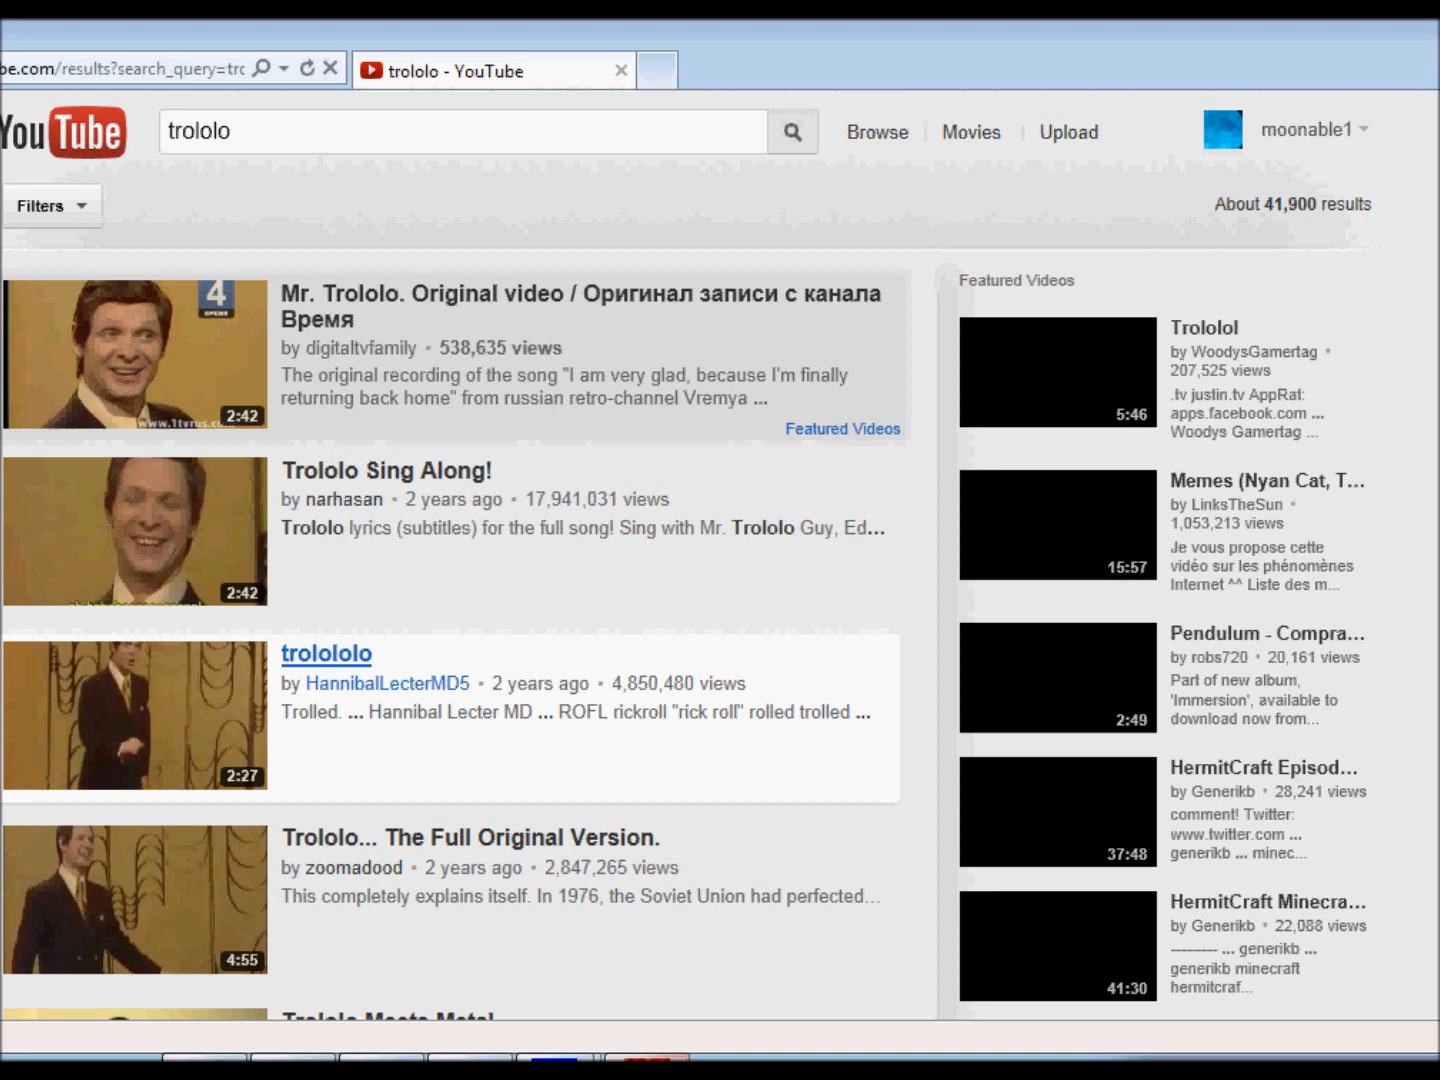 be.com/results?search_query=trc
trololo - YouTube
YouTube
trololo
Browse
Movies
Upload
moonable1
Filters
About 41,900 results
4
ВРЕМЯ
2:42
Mr. Trololo. Original video / Оригинал записи с канала
Время
by digitaltvfamily • 538,635 views
The original recording of the song "I am very glad, because I'm finally
returning back home" from russian retro-channel Vremya ...
Featured Videos
2:42
Trololo Sing Along!
by narhasan • 2 years ago • 17,941,031 views
Trololo lyrics (subtitles) for the full song! Sing with Mr. Trololo Guy, Ed...
2:27
trolololo
by HannibalLecterMD5 • 2 years ago • 4,850,480 views
Trolled. ... Hannibal Lecter MD ... ROFL rickroll "rick roll" rolled trolled ...
4:55
Trololo... The Full Original Version.
by zoomadood • 2 years ago • 2,847,265 views
This completely explains itself. In 1976, the Soviet Union had perfected...
Trololo Meets Metal
Featured Videos
5:46
Trololol
by WoodysGamertag •
207,525 views
.tv justin.tv AppRat:
apps.facebook.com ...
Woodys Gamertag ...
15:57
Memes (Nyan Cat, T...
by LinksTheSun •
1,053,213 views
Je vous propose cette
vidéo sur les phénomènes
Internet ^^ Liste des m...
2:49
Pendulum - Compra...
by robs720 • 20,161 views
Part of new album,
'Immersion', available to
download now from...
37:48
HermitCraft Episod...
by Generikb • 28,241 views
comment! Twitter:
www.twitter.com ...
generikb ... minec...
41:30
HermitCraft Minecra...
by Generikb • 22,088 views
-------- ... generikb ...
generikb minecraft
hermitcraf...